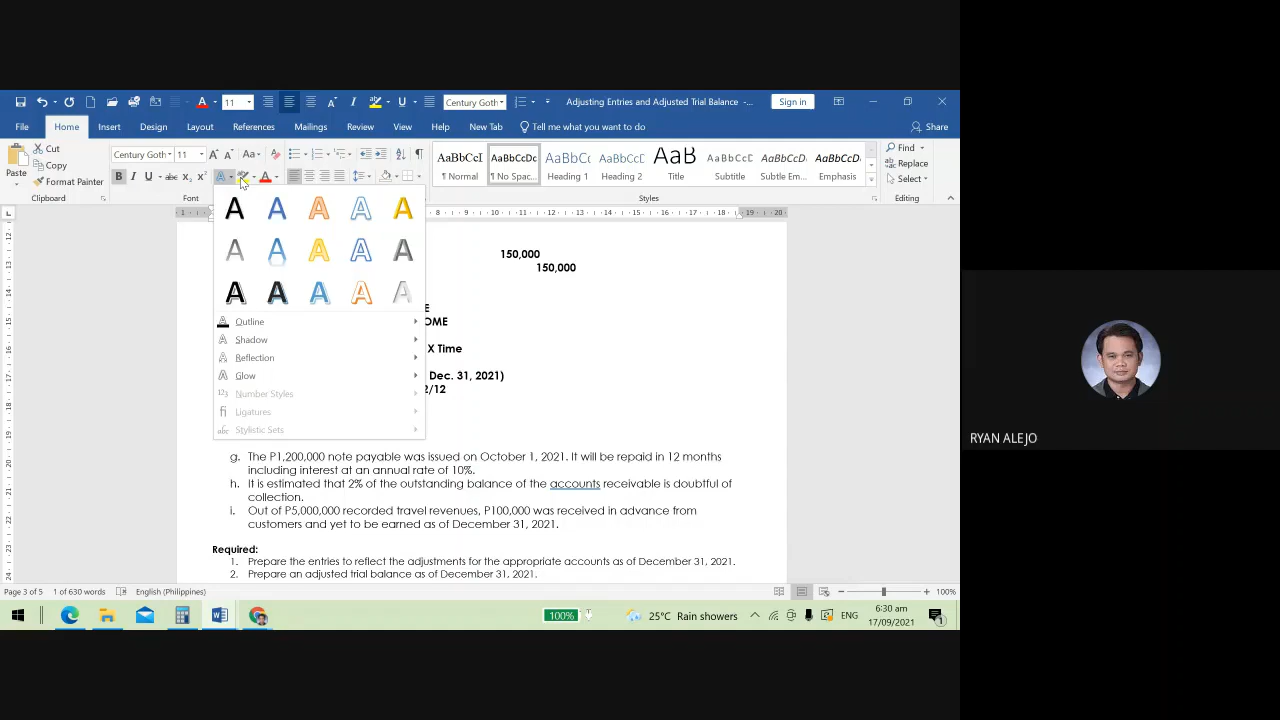 11
Century Goth
Adjusting Entries and Adjusted Trial Balance -...
Sign in
File
Home
Insert
Design
Layout
References
Mailings
Review
View
Help
New Tab
Tell me what you want to do
Share
Paste
Cut
Copy
Format Painter
Clipboard
Century Goth
11
Aa
Font
AaBbCcI
¶ Normal
AaBbCcDc
¶ No Spac...
AaBbCc
Heading 1
AaBbCcD
Heading 2
AaB
Title
AaBbCcD
Subtitle
AaBbCcD
Subtle Em...
AaBbCcDc
Emphasis
Styles
Find
Replace
Select
Editing
Outline
Shadow
Reflection
Glow
Number Styles
Ligatures
Stylistic Sets
150,000
150,000
E
OME
X Time
Dec. 31, 2021)
2/12
g. The P1,200,000 note payable was issued on October 1, 2021. It will be repaid in 12 months
including interest at an annual rate of 10%.
h. It is estimated that 2% of the outstanding balance of the accounts receivable is doubtful of
collection.
i. Out of P5,000,000 recorded travel revenues, P100,000 was received in advance from
customers and yet to be earned as of December 31, 2021.
Required:
1. Prepare the entries to reflect the adjustments for the appropriate accounts as of December 31, 2021.
2. Prepare an adjusted trial balance as of December 31, 2021.
Page 3 of 5
1 of 630 words
English (Philippines)
100%
100%
25°C Rain showers
ENG
6:30 am
17/09/2021
RYAN ALEJO